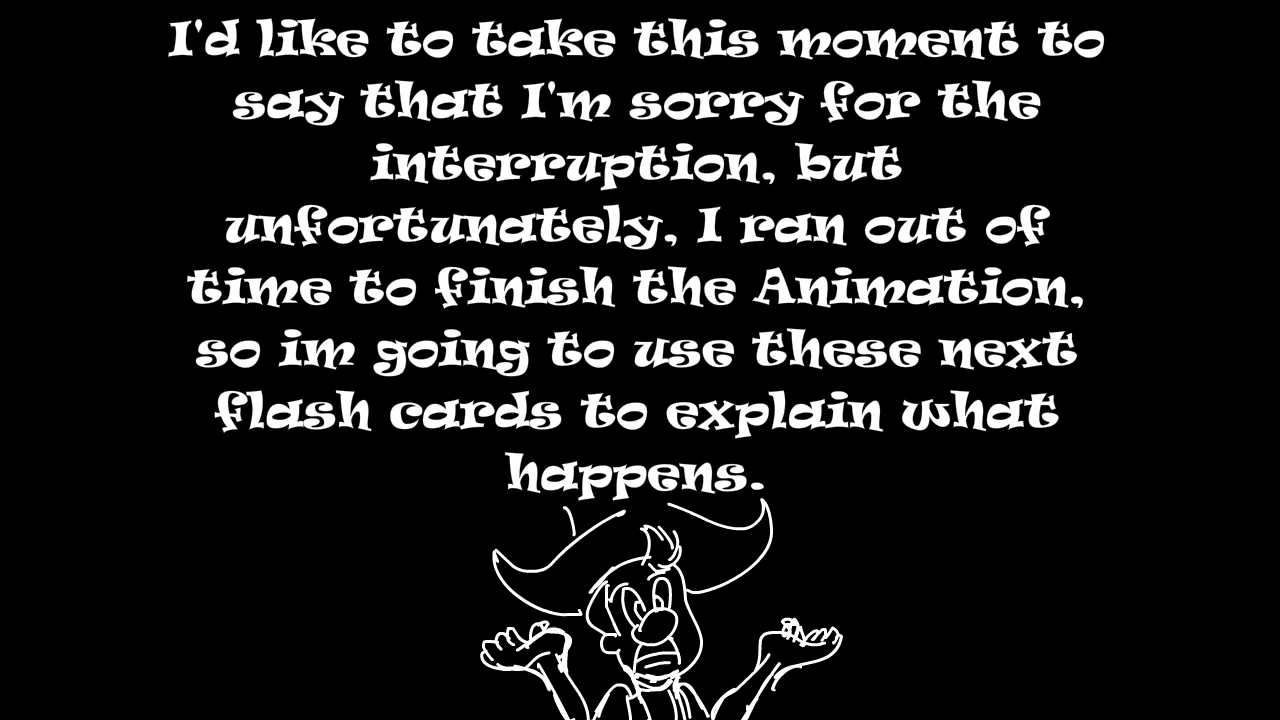 I'd like to take this moment to
say that I'm sorry for the
interruption, but
unfortunately, I ran out of
time to finish the Animation,
so im going to use these next
flash cards to explain what
happens.